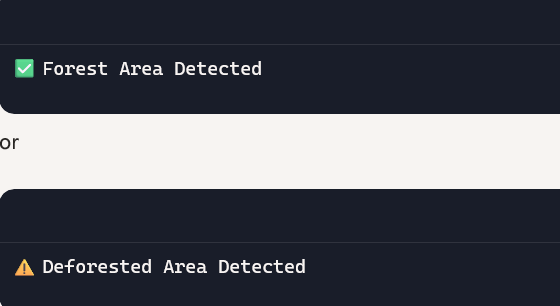 ✅ Forest Area Detected
or
⚠️ Deforested Area Detected